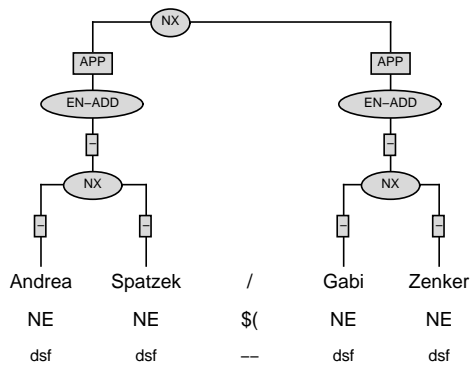 NX
APP APP
EN−ADD EN−ADD
− −
NX NX
− − − −
Andrea Spatzek / Gabi Zenker
NE NE $( NE NE
dsf dsf −− dsf dsf